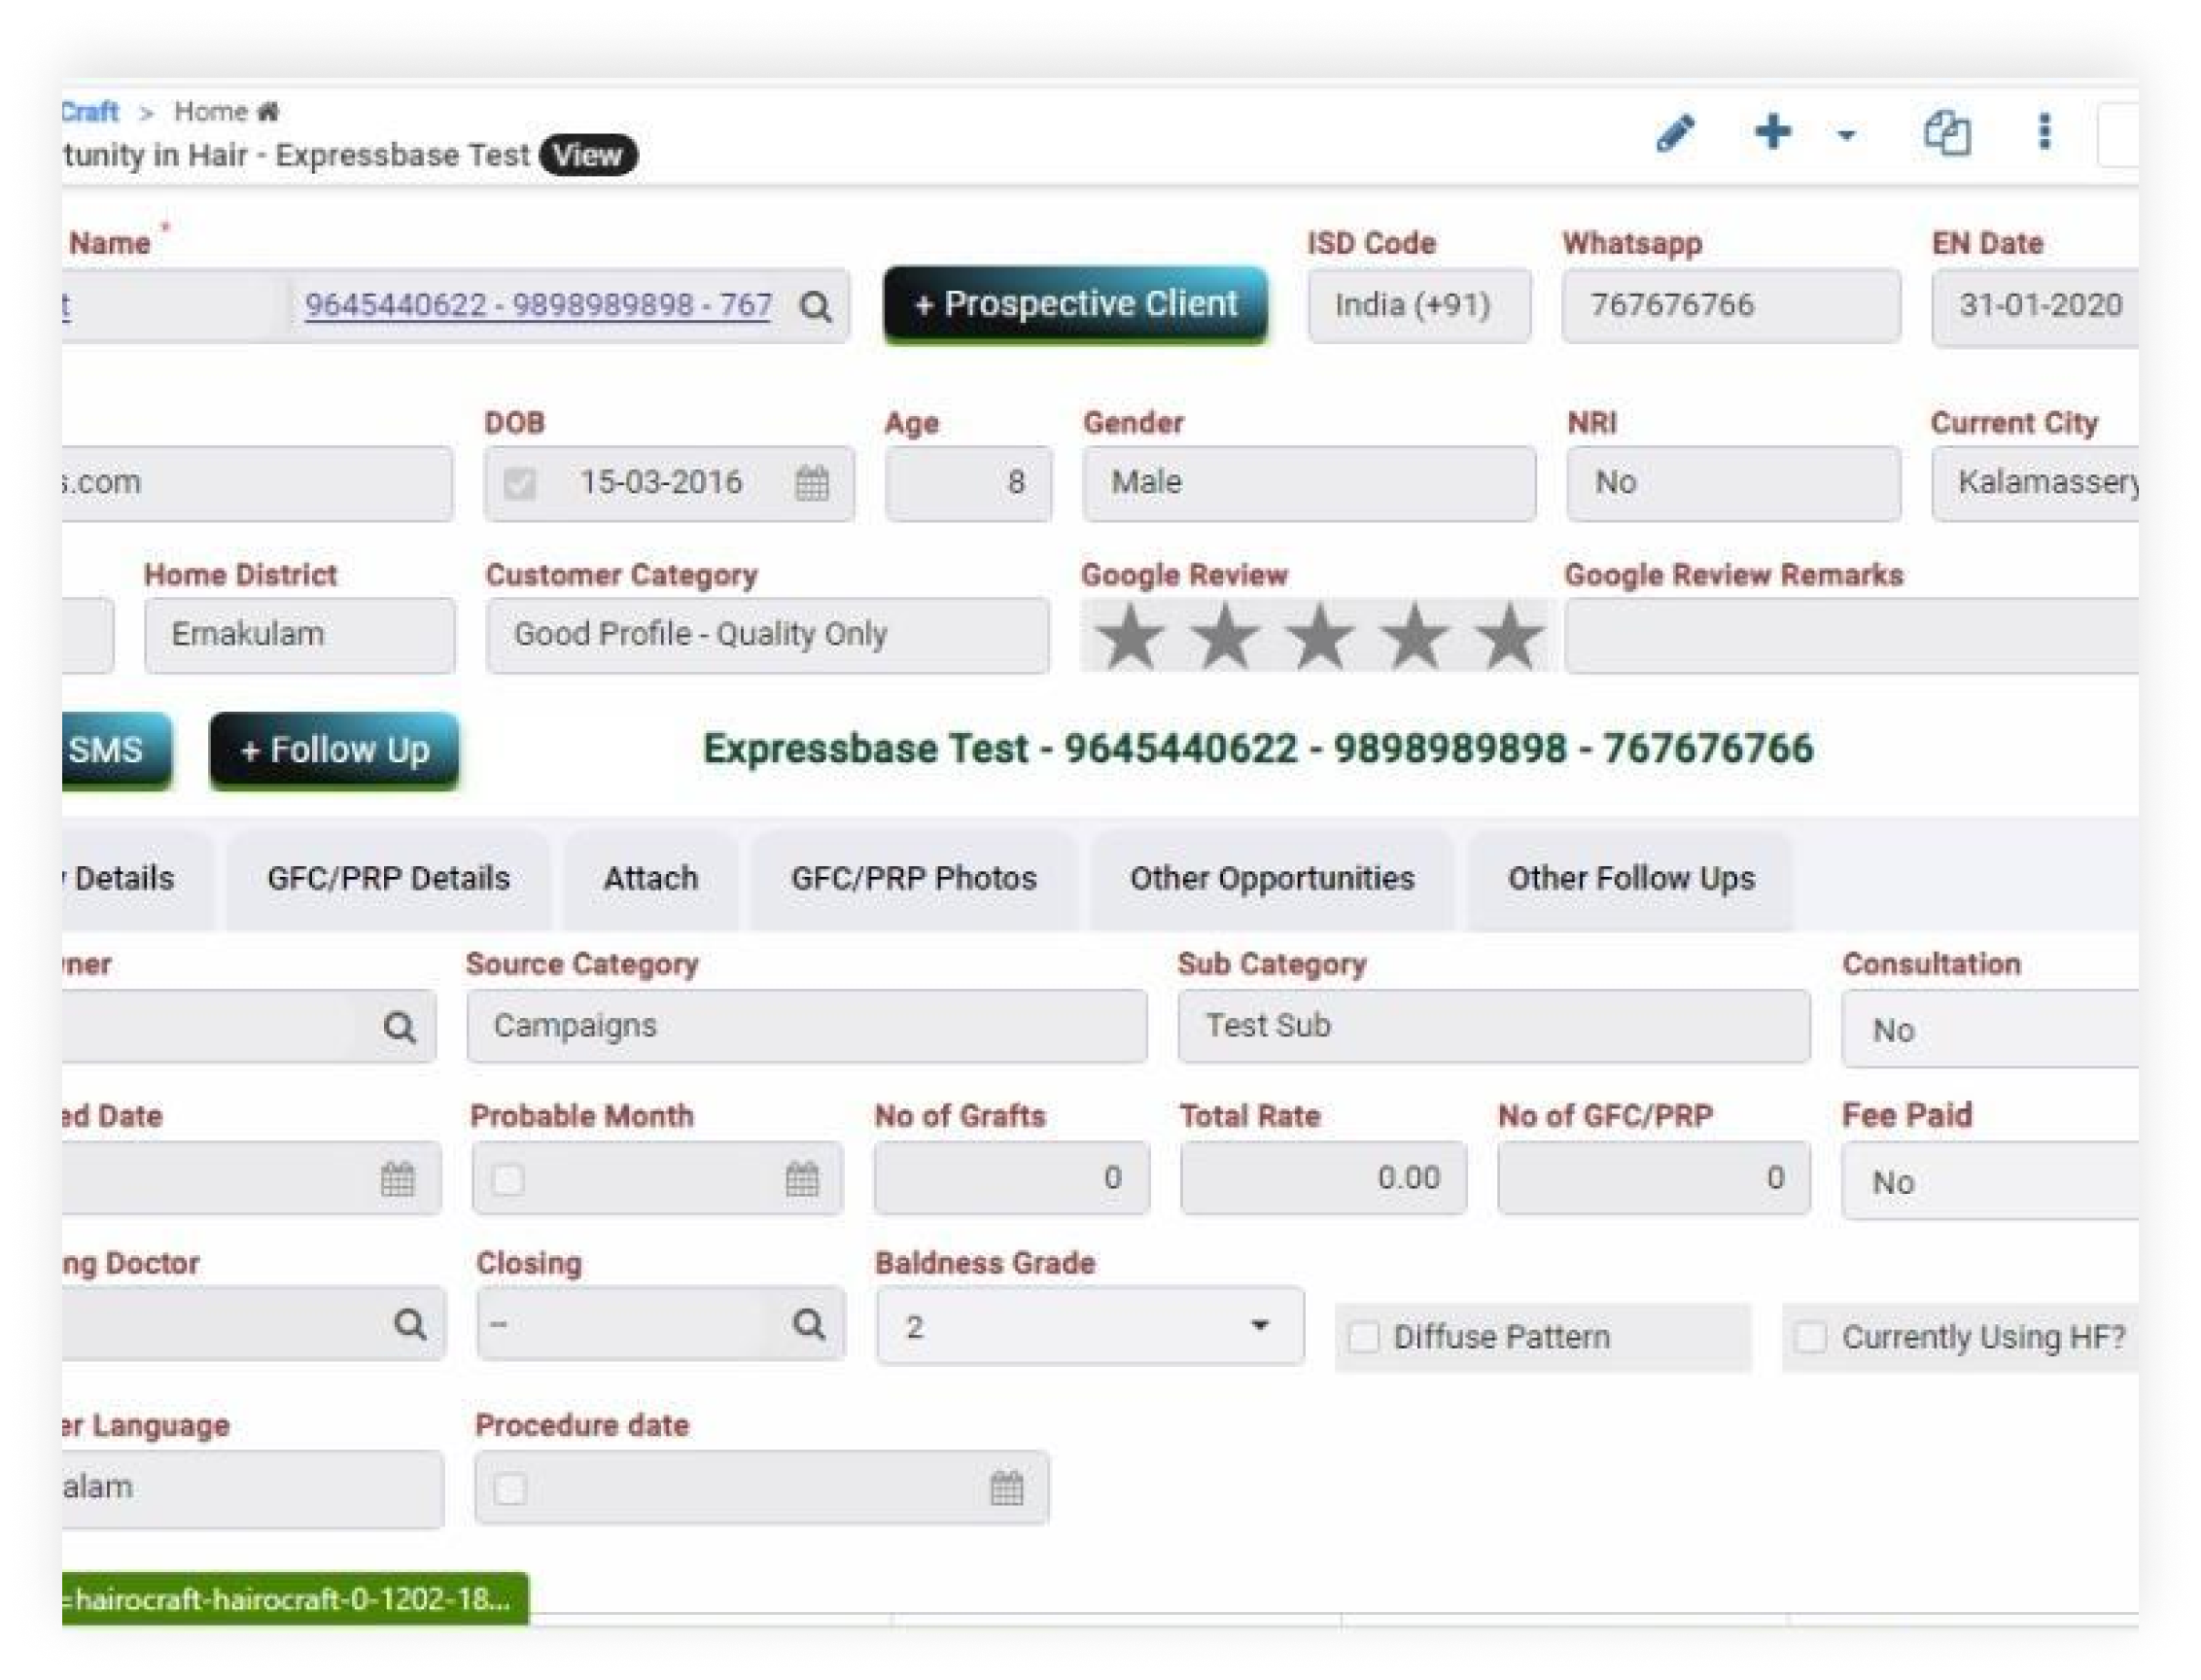 Craft > Home
tunity in Hair - Expressbase Test View
Name *
ISD Code Whatsapp EN Date
t 9645440622 - 9898989898 - 767 + Prospective Client India (+91) 767676766 31-01-2020
DOB Age Gender NRI Current City
s.com 15-03-2016 8 Male No Kalamassery
Home District Customer Category Google Review Google Review Remarks
Ernakulam Good Profile - Quality Only
SMS + Follow Up Expressbase Test - 9645440622 - 9898989898 - 767676766
Details GFC/PRP Details Attach GFC/PRP Photos Other Opportunities Other Follow Ups
ner Source Category Sub Category Consultation
Campaigns Test Sub No
ed Date Probable Month No of Grafts Total Rate No of GFC/PRP Fee Paid
0 0.00 0 No
ng Doctor Closing Baldness Grade
-- 2 Diffuse Pattern Currently Using HF?
er Language Procedure date
alam
=hairocraft-hairocraft-0-1202-18...